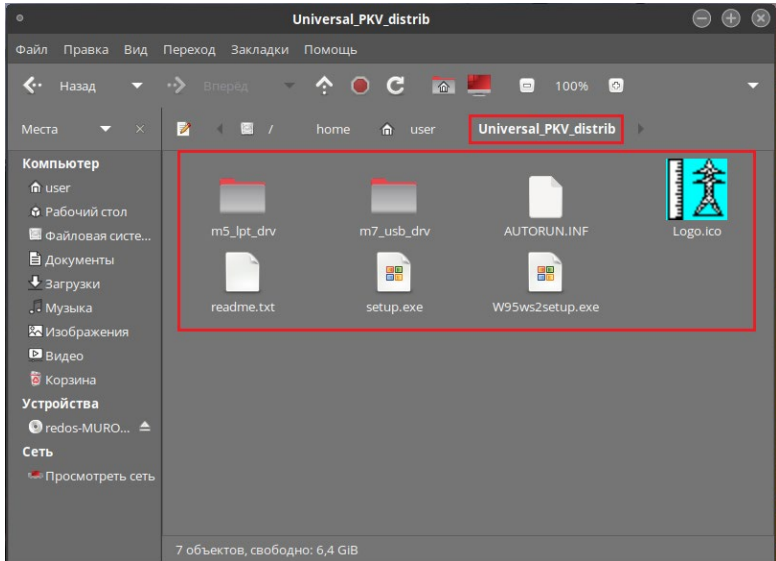 Universal_PKV_distrib
Файл Правка Вид Переход Закладки Помощь
Назад Вперёд 100%
Места / home user Universal_PKV_distrib
Компьютер
user
Рабочий стол
Файловая систе...
Документы
Загрузки
Музыка
Изображения
Видео
Корзина
Устройства
redos-MURO...
Сеть
Просмотреть сеть
m5_lpt_drv m7_usb_drv AUTORUN.INF Logo.ico
readme.txt setup.exe W95ws2setup.exe
7 объектов, свободно: 6,4 GiB